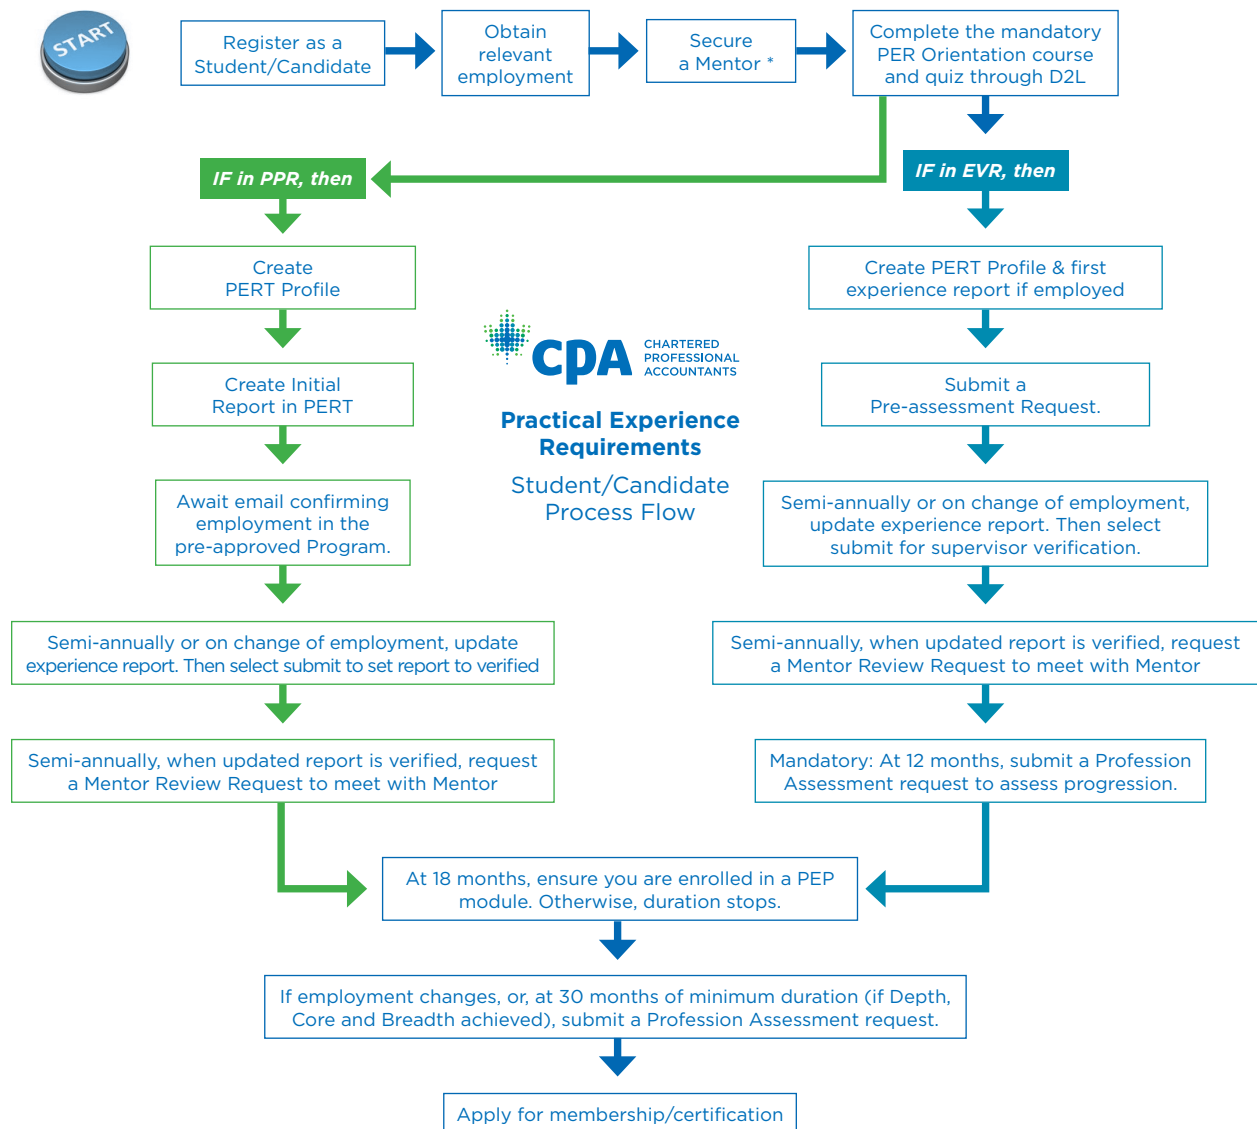 START
Register as a
Student/Candidate
Obtain
relevant
employment
Secure
a Mentor *
Complete the mandatory
PER Orientation course
and quiz through D2L
IF in PPR, then
IF in EVR, then
Create
PERT Profile
Create PERT Profile & first
experience report if employed
cpa
CHARTERED
PROFESSIONAL
ACCOUNTANTS
Practical Experience
Requirements
Student/Candidate
Process Flow
Create Initial
Report in PERT
Submit a
Pre-assessment Request.
Await email confirming
employment in the
pre-approved Program.
Semi-annually or on change of employment,
update experience report. Then select
submit for supervisor verification.
Semi-annually or on change of employment, update
experience report. Then select submit to set report to verified
Semi-annually, when updated report is verified, request
a Mentor Review Request to meet with Mentor
Semi-annually, when updated report is verified, request
a Mentor Review Request to meet with Mentor
Mandatory: At 12 months, submit a Profession
Assessment request to assess progression.
At 18 months, ensure you are enrolled in a PEP
module. Otherwise, duration stops.
If employment changes, or, at 30 months of minimum duration (if Depth,
Core and Breadth achieved), submit a Profession Assessment request.
Apply for membership/certification